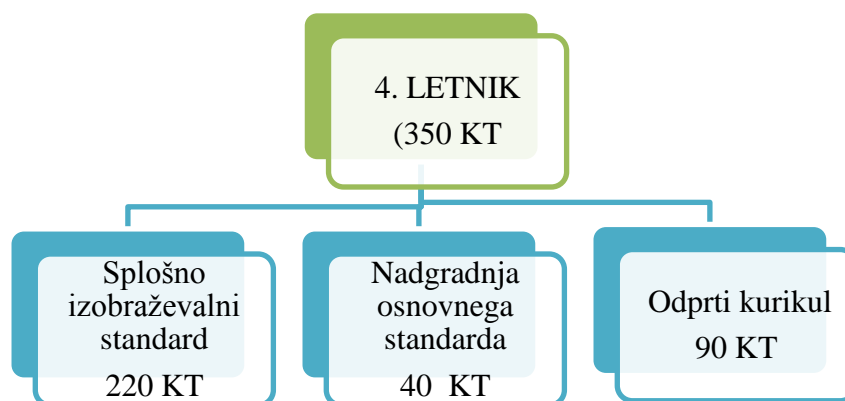 4. LETNIK
(350 KT
Splošno
izobraževalni
standard
220 KT
Nadgradnja
osnovnega
standarda
40 KT
Odprti kurikul
90 KT